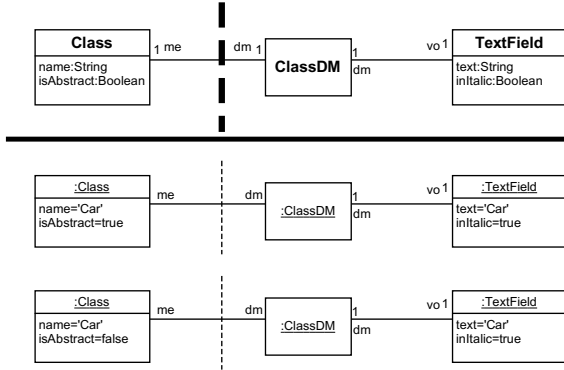 Class
name:String
isAbstract:Boolean
1 me
dm 1
ClassDM
1
dm
vo 1
TextField
text:String
inItalic:Boolean
:Class
name='Car'
isAbstract=true
me
dm
:ClassDM
1
dm
vo 1
:TextField
text='Car'
inItalic=true
:Class
name='Car'
isAbstract=false
me
dm
:ClassDM
1
dm
vo 1
:TextField
text='Car'
inItalic=true